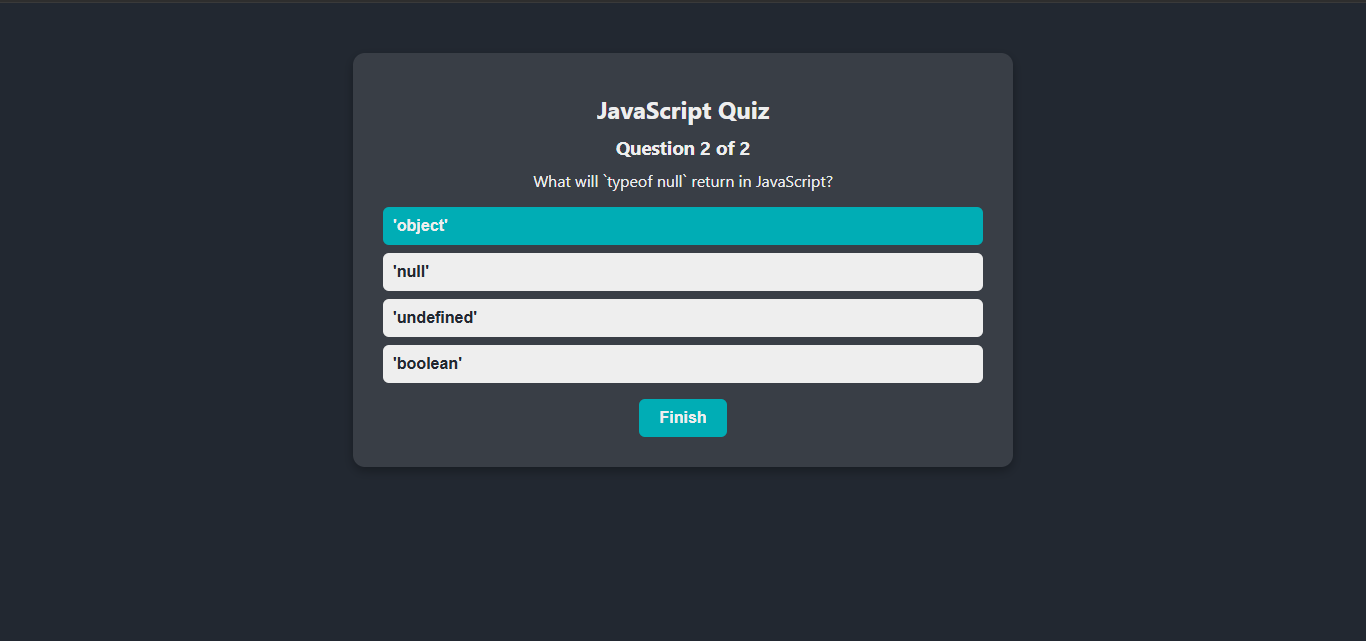 JavaScript Quiz
Question 2 of 2
What will `typeof null` return in JavaScript?
'object'
'null'
'undefined'
'boolean'
Finish